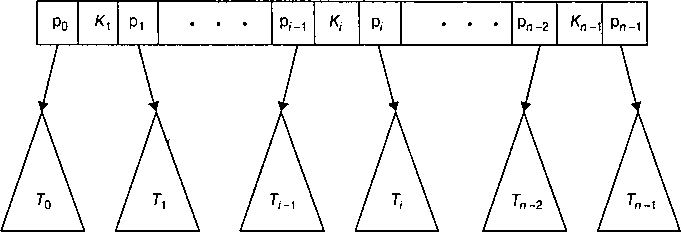 p₀ K₁ p₁ · · · pᵢ₋₁ Kᵢ pᵢ · · · pₙ₋₂ Kₙ₋₁ pₙ₋₁
T₀ T₁ Tᵢ₋₁ Tᵢ Tₙ₋₂ Tₙ₋₁